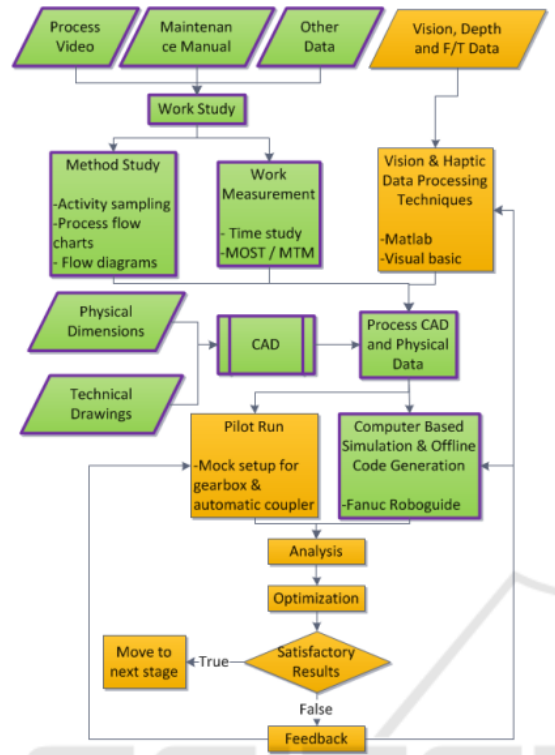 Process
Video
Maintenan
ce Manual
Other
Data
Vision, Depth
and F/T Data
Work Study
Method Study
-Activity sampling
-Process flow
charts
- Flow diagrams
Work
Measurement
- Time study
-MOST / MTM
Vision & Haptic
Data Processing
Techniques
-Matlab
-Visual basic
Physical
Dimensions
Technical
Drawings
CAD
Process CAD
and Physical
Data
Pilot Run
-Mock setup for
gearbox &
automatic coupler
Computer Based
Simulation & Offline
Code Generation
-Fanuc Roboguide
Analysis
Optimization
Satisfactory
Results
True
Move to
next stage
False
Feedback